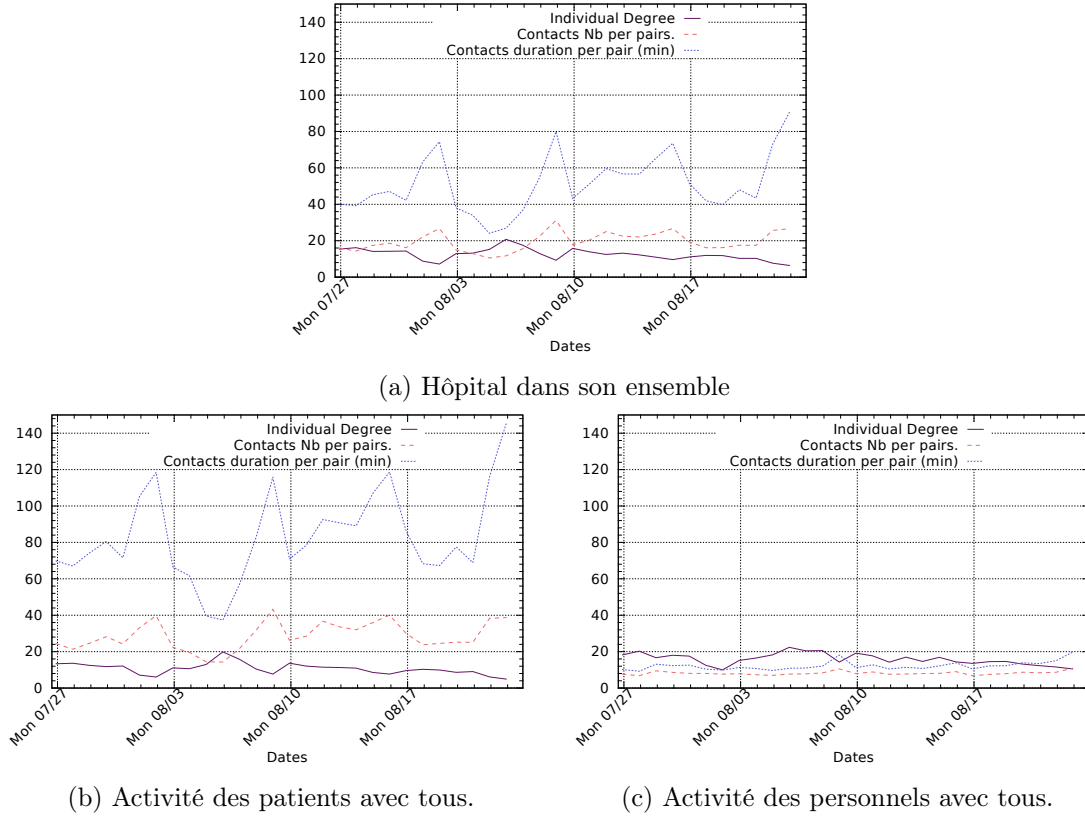 Individual Degree
Contacts Nb per pairs.
Contacts duration per pair (min)
140
120
100
80
60
40
20
0
Mon 07/27
Mon 08/03
Mon 08/10
Mon 08/17
Dates
(a) Hôpital dans son ensemble
Individual Degree
Contacts Nb per pairs.
Contacts duration per pair (min)
140
120
100
80
60
40
20
0
Mon 07/27
Mon 08/03
Mon 08/10
Mon 08/17
Dates
(b) Activité des patients avec tous.
Individual Degree
Contacts Nb per pairs.
Contacts duration per pair (min)
140
120
100
80
60
40
20
0
Mon 07/27
Mon 08/03
Mon 08/10
Mon 08/17
Dates
(c) Activité des personnels avec tous.